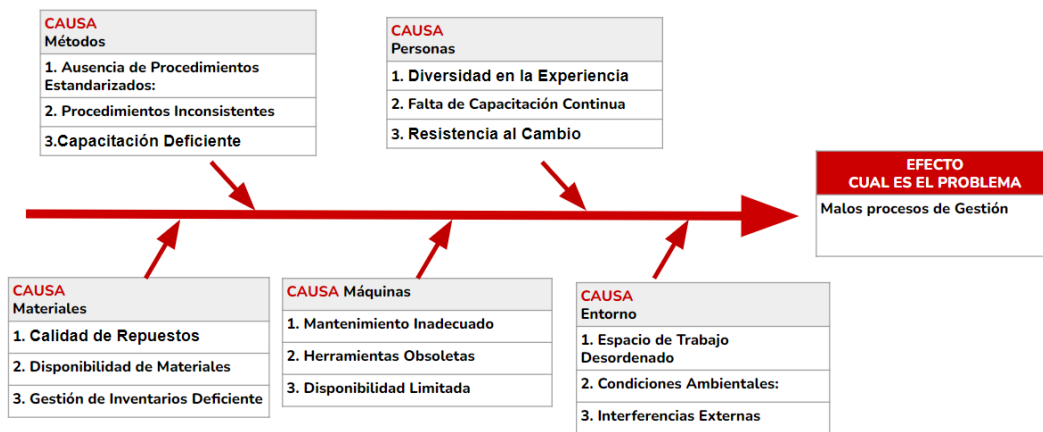 CAUSA
Métodos
1. Ausencia de Procedimientos
Estandarizados:
2. Procedimientos Inconsistentes
3.Capacitación Deficiente
CAUSA
Personas
1. Diversidad en la Experiencia
2. Falta de Capacitación Continua
3. Resistencia al Cambio
EFECTO
CUAL ES EL PROBLEMA
Malos procesos de Gestión
CAUSA
Materiales
1. Calidad de Repuestos
2. Disponibilidad de Materiales
3. Gestión de Inventarios Deficiente
CAUSA Máquinas
1. Mantenimiento Inadecuado
2. Herramientas Obsoletas
3. Disponibilidad Limitada
CAUSA
Entorno
1. Espacio de Trabajo
Desordenado
2. Condiciones Ambientales:
3. Interferencias Externas